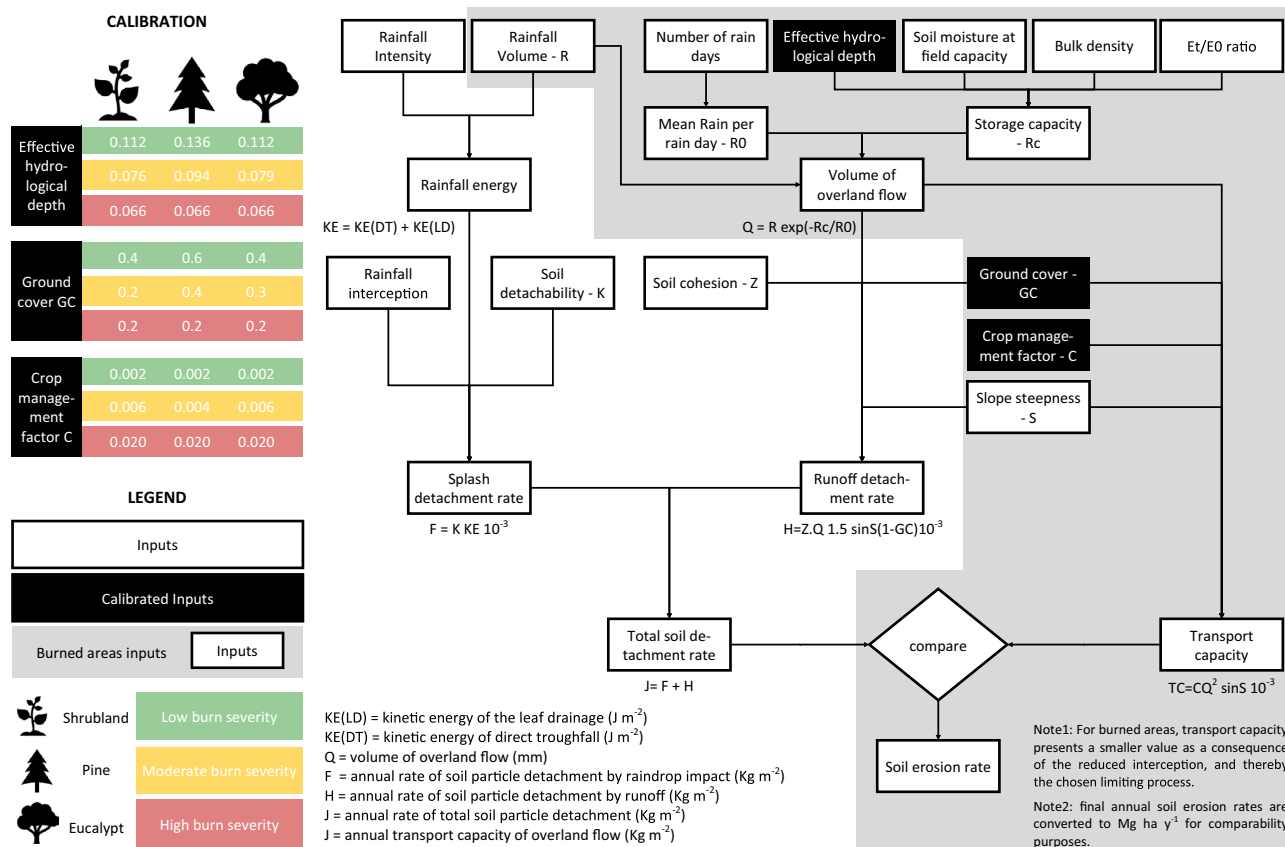 CALIBRATION
Effective
hydro-
logical
depth
0.112 0.136 0.112
0.076 0.094 0.079
0.066 0.066 0.066
Ground
cover GC
0.4 0.6 0.4
0.2 0.4 0.3
0.2 0.2 0.2
Crop
manage-
ment
factor C
0.002 0.002 0.002
0.006 0.004 0.006
0.020 0.020 0.020
LEGEND
Inputs
Calibrated Inputs
Burned areas inputs
Inputs
Shrubland
Low burn severity
Pine
Moderate burn severity
Eucalypt
High burn severity
Rainfall
Intensity
Rainfall
Volume - R
Number of rain
days
Effective hydro-
logical depth
Soil moisture at
field capacity
Bulk density
Et/E0 ratio
Mean Rain per
rain day - R0
Storage capacity
- Rc
Rainfall energy
Volume of
overland flow
KE = KE(DT) + KE(LD)
Q = R exp(-Rc/R0)
Rainfall
interception
Soil
detachability - K
Soil cohesion - Z
Ground cover -
GC
Crop manage-
ment factor - C
Slope steepness
- S
Splash
detachment rate
Runoff detach-
ment rate
F = K KE 10⁻³
H=Z.Q 1.5 sinS(1-GC)10⁻³
Total soil de-
tachment rate
compare
Transport
capacity
J= F + H
TC=CQ² sinS 10⁻³
Soil erosion rate
KE(LD) = kinetic energy of the leaf drainage (J m⁻²)
KE(DT) = kinetic energy of direct troughfall (J m⁻²)
Q = volume of overland flow (mm)
F = annual rate of soil particle detachment by raindrop impact (Kg m⁻²)
H = annual rate of soil particle detachment by runoff (Kg m⁻²)
J = annual rate of total soil particle detachment (Kg m⁻²)
J = annual transport capacity of overland flow (Kg m⁻²)
Note1: For burned areas, transport capacity
presents a smaller value as a consequence
of the reduced interception, and thereby
the chosen limiting process.
Note2: final annual soil erosion rates are
converted to Mg ha y⁻¹ for comparability
purposes.